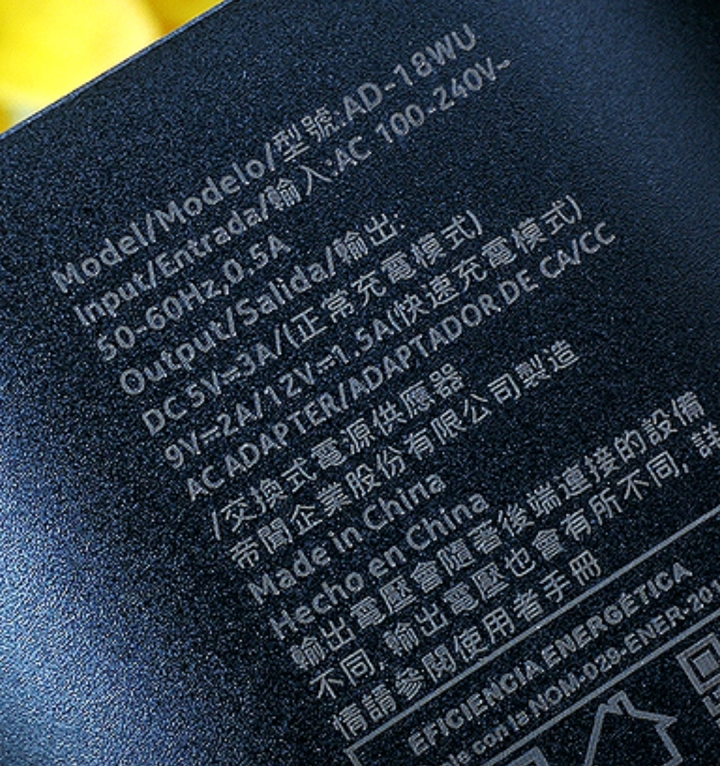 Model/Modelo/型號:AD-18WU
Input/Entrada/輸入:AC 100-240V~
50-60Hz,0.5A
Output/Salida/輸出:
DC5V⎓3A/(正常充電模式)
9V⎓2A/12V⎓1.5A(快速充電模式)
AC ADAPTER/ADAPTADOR DE CA/CC
/交換式電源供應器
帝聞企業股份有限公司製造
Made in China
Hecho en China
輸出電壓會隨著後端連接的設備
不同, 輸出電壓也會有所不同, 詳
情請參閱使用者手冊
EFICIENCIA ENERGÉTICA
con la NOM-029-ENER-201